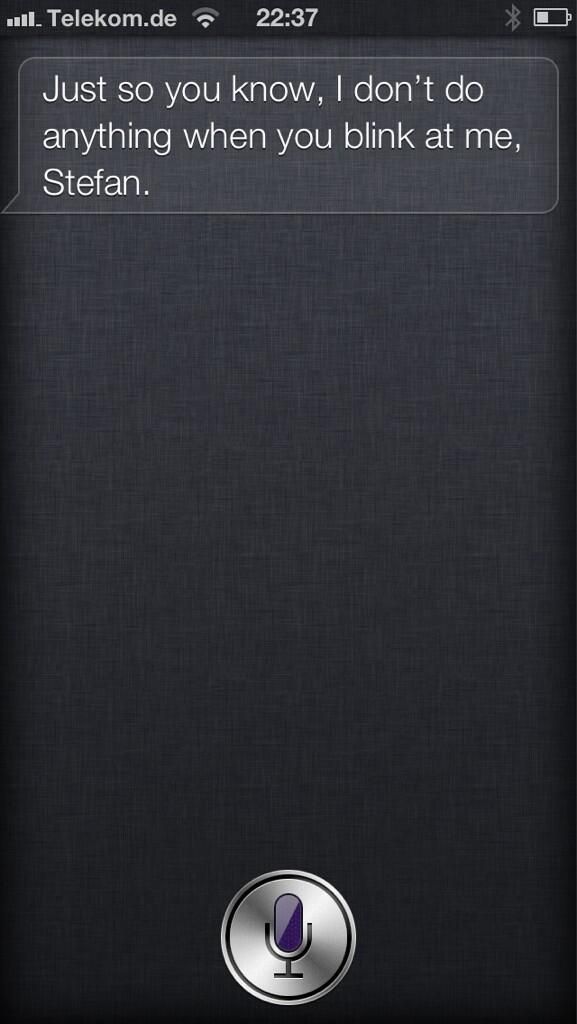 Telekom.de 22:37
Just so you know, I don’t do
anything when you blink at me,
Stefan.